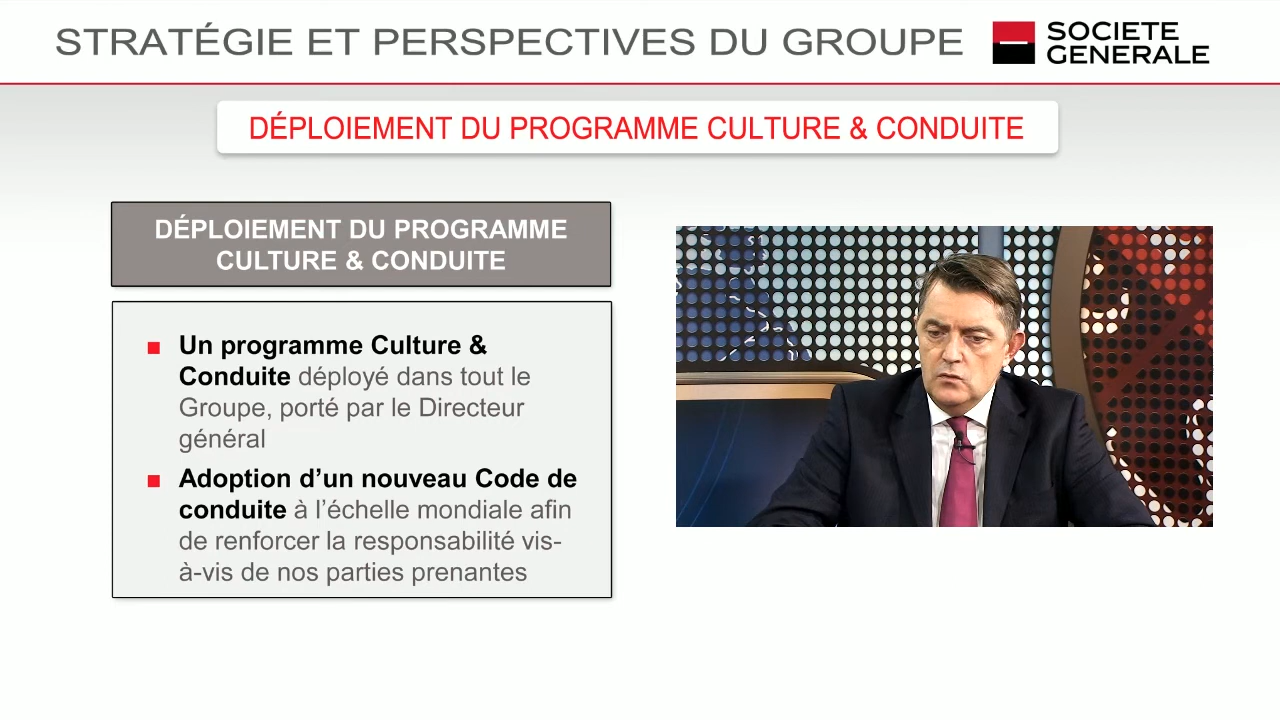 STRATÉGIE ET PERSPECTIVES DU GROUPE
SOCIETE
GENERALE
DÉPLOIEMENT DU PROGRAMME CULTURE & CONDUITE
DÉPLOIEMENT DU PROGRAMME
CULTURE & CONDUITE
Un programme Culture &
Conduite déployé dans tout le
Groupe, porté par le Directeur
général
Adoption d’un nouveau Code de
conduite à l’échelle mondiale afin
de renforcer la responsabilité vis-
à-vis de nos parties prenantes